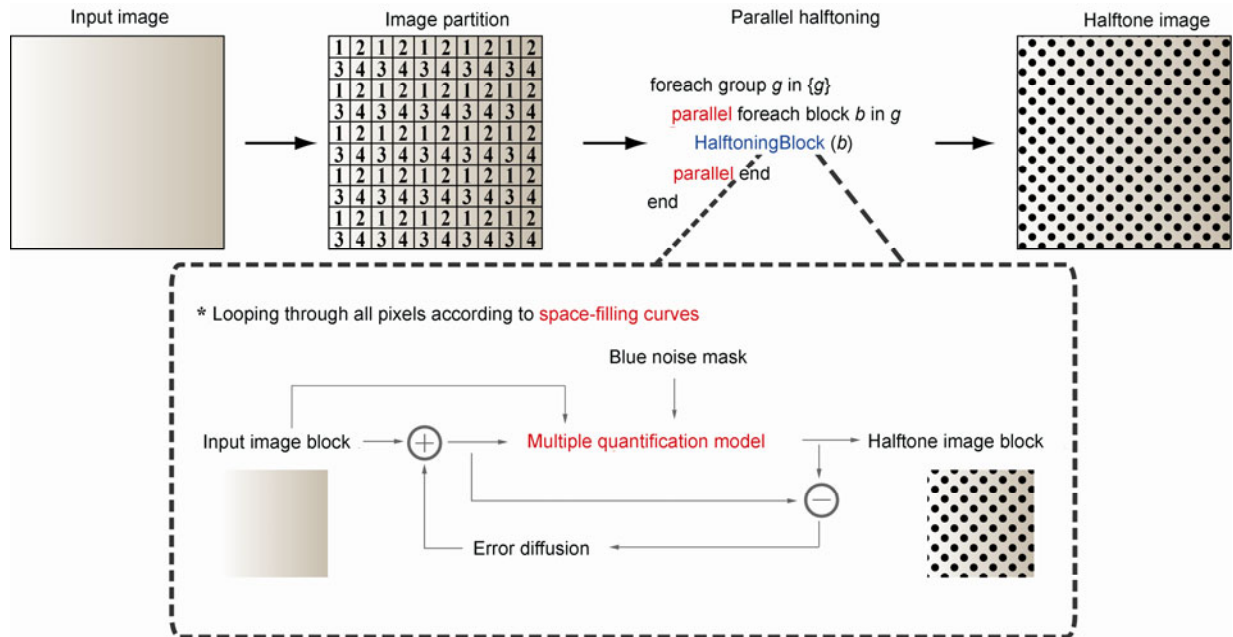 Input image
Image partition
Parallel halftoning
Halftone image
1 2 1 2 1 2 1 2 1 2
3 4 3 4 3 4 3 4 3 4
1 2 1 2 1 2 1 2 1 2
3 4 3 4 3 4 3 4 3 4
1 2 1 2 1 2 1 2 1 2
3 4 3 4 3 4 3 4 3 4
1 2 1 2 1 2 1 2 1 2
3 4 3 4 3 4 3 4 3 4
1 2 1 2 1 2 1 2 1 2
3 4 3 4 3 4 3 4 3 4
foreach group g in {g}
parallel foreach block b in g
HalftoningBlock (b)
parallel end
end
* Looping through all pixels according to space-filling curves
Blue noise mask
Input image block
+
Multiple quantification model
Halftone image block
−
Error diffusion